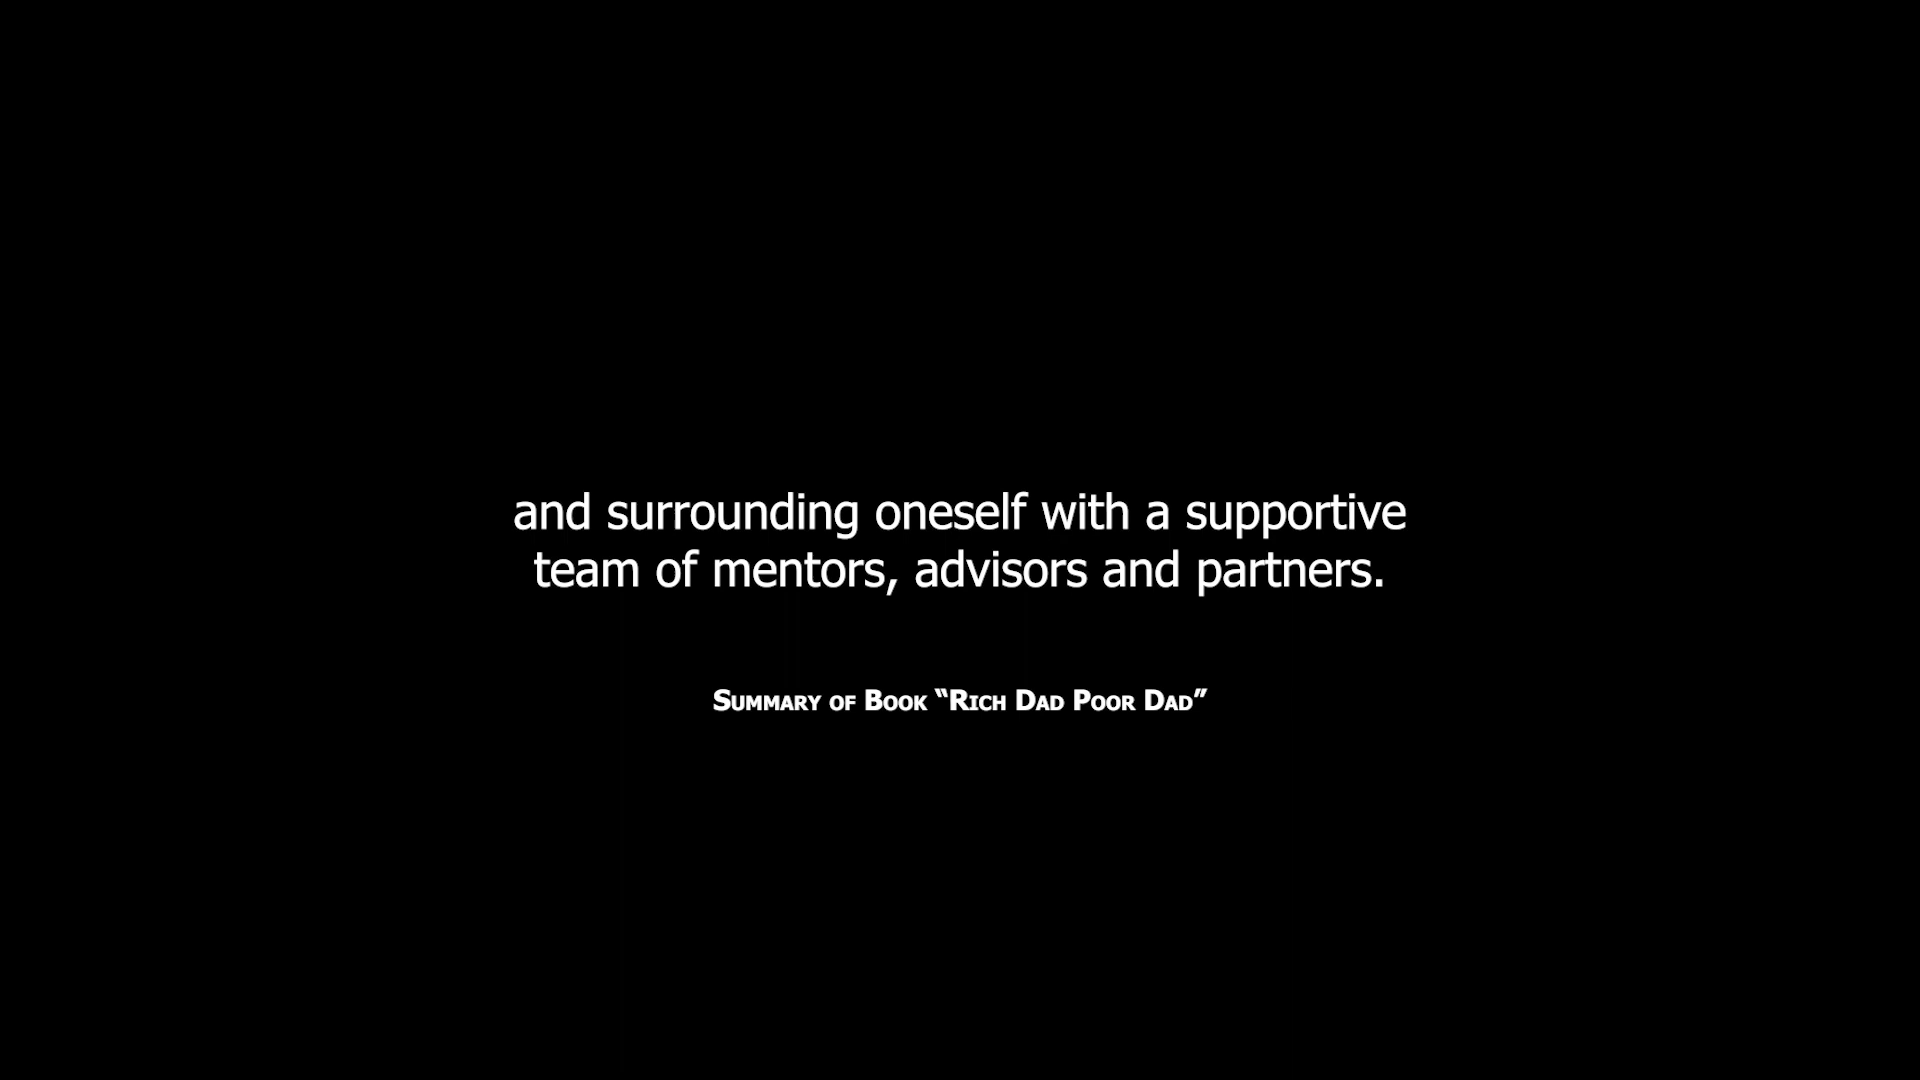 and surrounding oneself with a supportive
team of mentors, advisors and partners.
Summary of Book “Rich Dad Poor Dad”